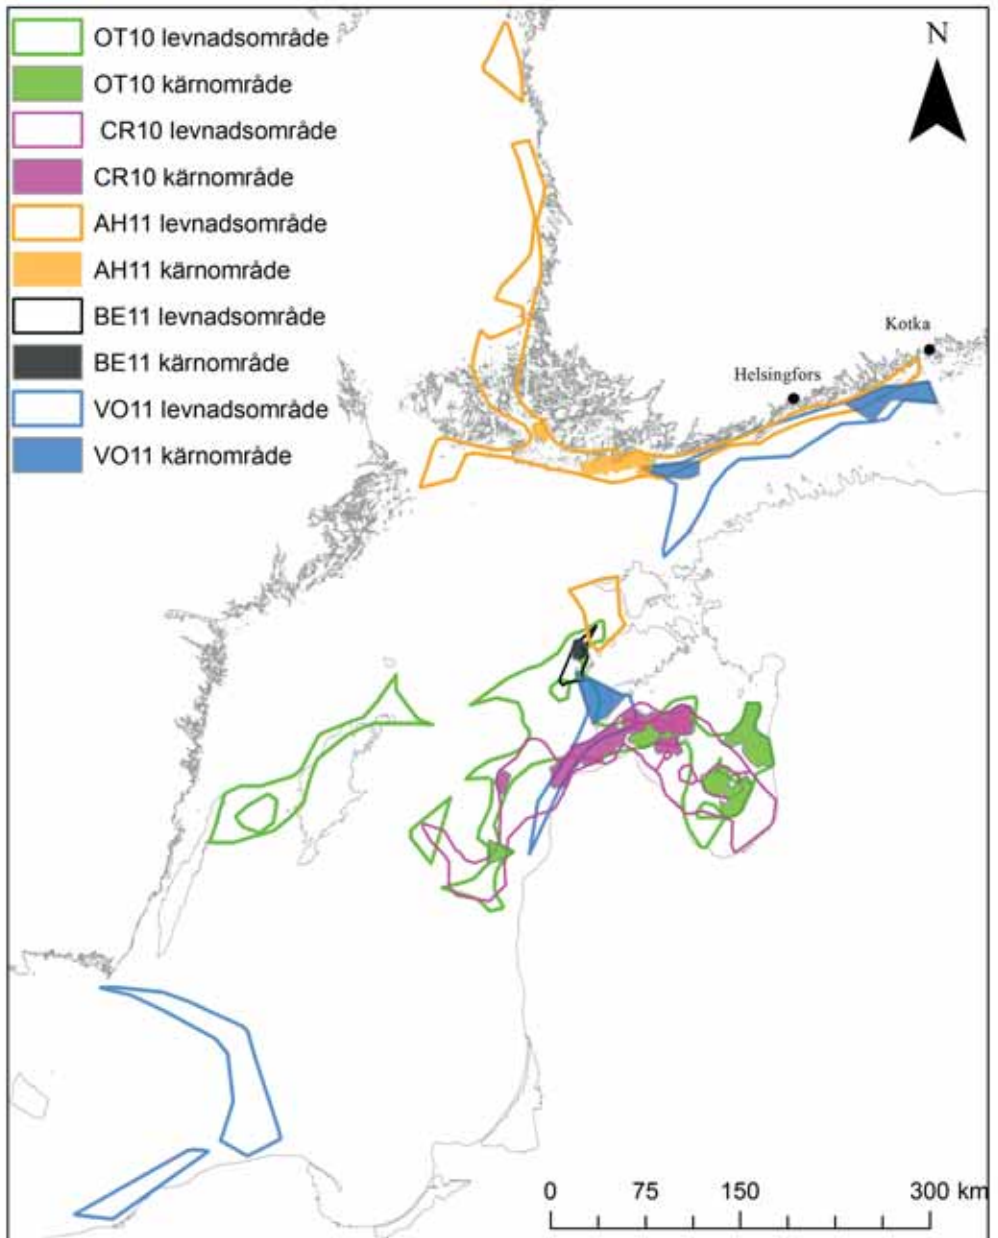 OT10 levnadsområde
OT10 kärnområde
CR10 levnadsområde
CR10 kärnområde
AH11 levnadsområde
AH11 kärnområde
BE11 levnadsområde
BE11 kärnområde
VO11 levnadsområde
VO11 kärnområde
N
Kotka
Helsingfors
0 75 150 300 km